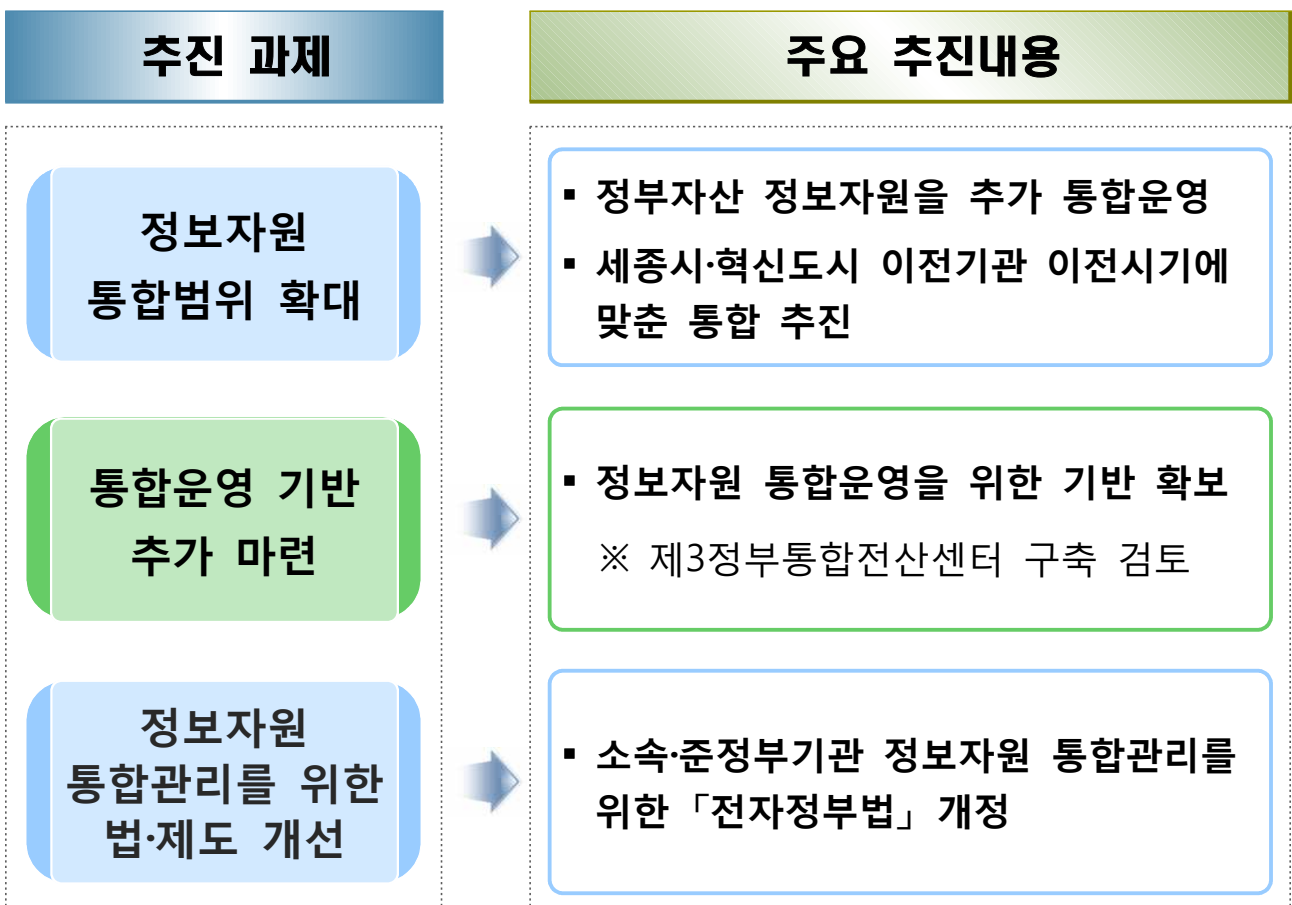 추진 과제
주요 추진내용
정보자원
통합범위 확대
▪ 정부자산 정보자원을 추가 통합운영
▪ 세종시·혁신도시 이전기관 이전시기에
맞춘 통합 추진
통합운영 기반
추가 마련
▪ 정보자원 통합운영을 위한 기반 확보
※ 제3정부통합전산센터 구축 검토
정보자원
통합관리를 위한
법·제도 개선
▪ 소속·준정부기관 정보자원 통합관리를
위한「전자정부법」개정